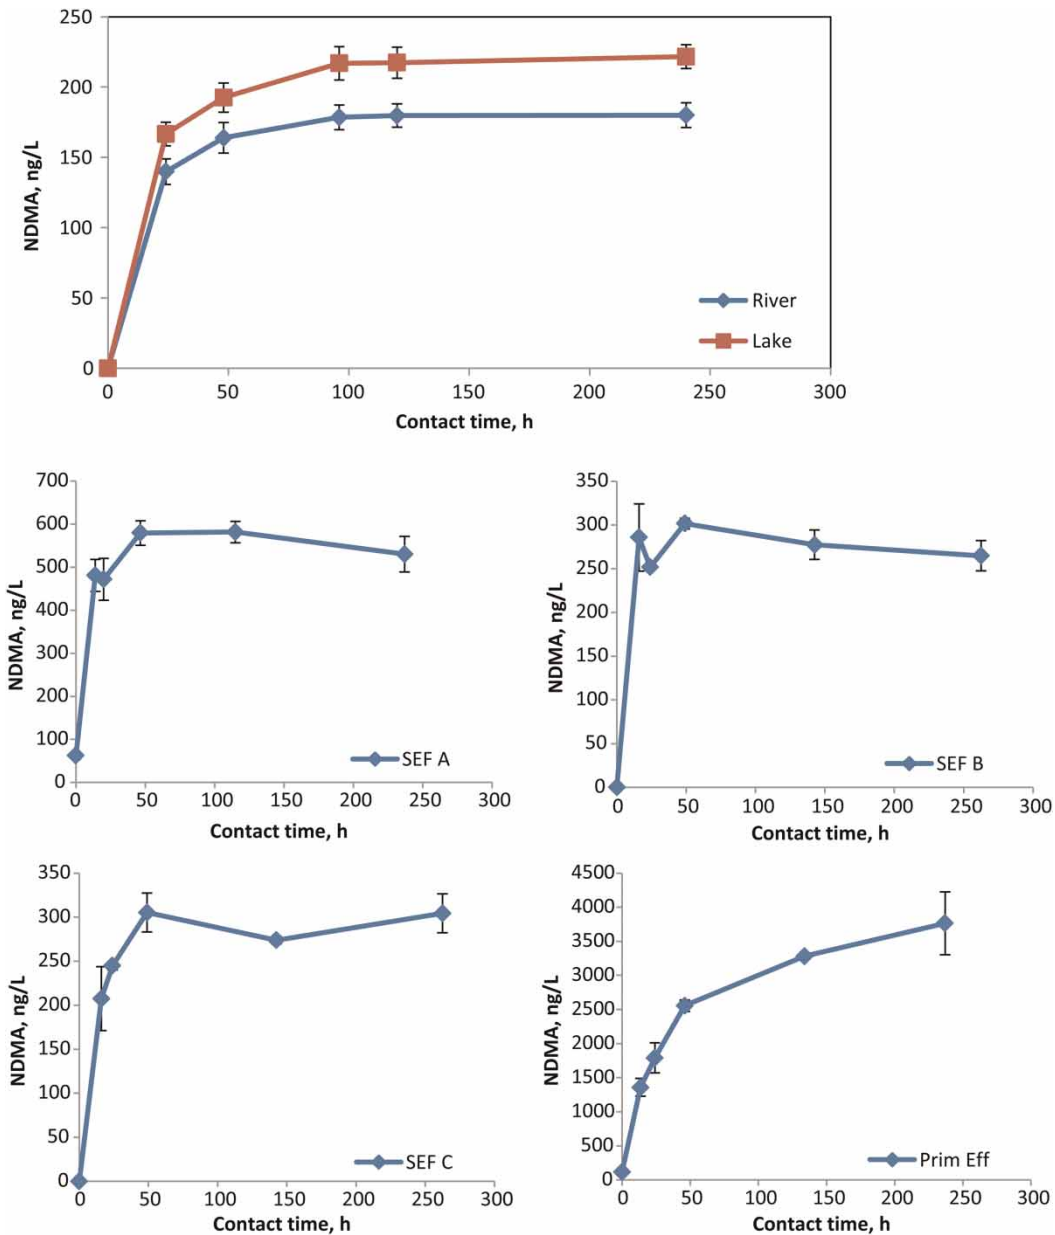 250
200
150
100
50
0
NDMA, ng/L
0 50 100 150 200 250 300
Contact time, h
River
Lake
700
600
500
400
300
200
100
0
NDMA, ng/L
0 50 100 150 200 250 300
Contact time, h
SEF A
350
300
250
200
150
100
50
0
NDMA, ng/L
0 50 100 150 200 250 300
Contact time, h
SEF B
350
300
250
200
150
100
50
0
NDMA, ng/L
0 50 100 150 200 250 300
Contact time, h
SEF C
4500
4000
3500
3000
2500
2000
1500
1000
500
0
NDMA, ng/L
0 50 100 150 200 250 300
Contact time, h
Prim Eff